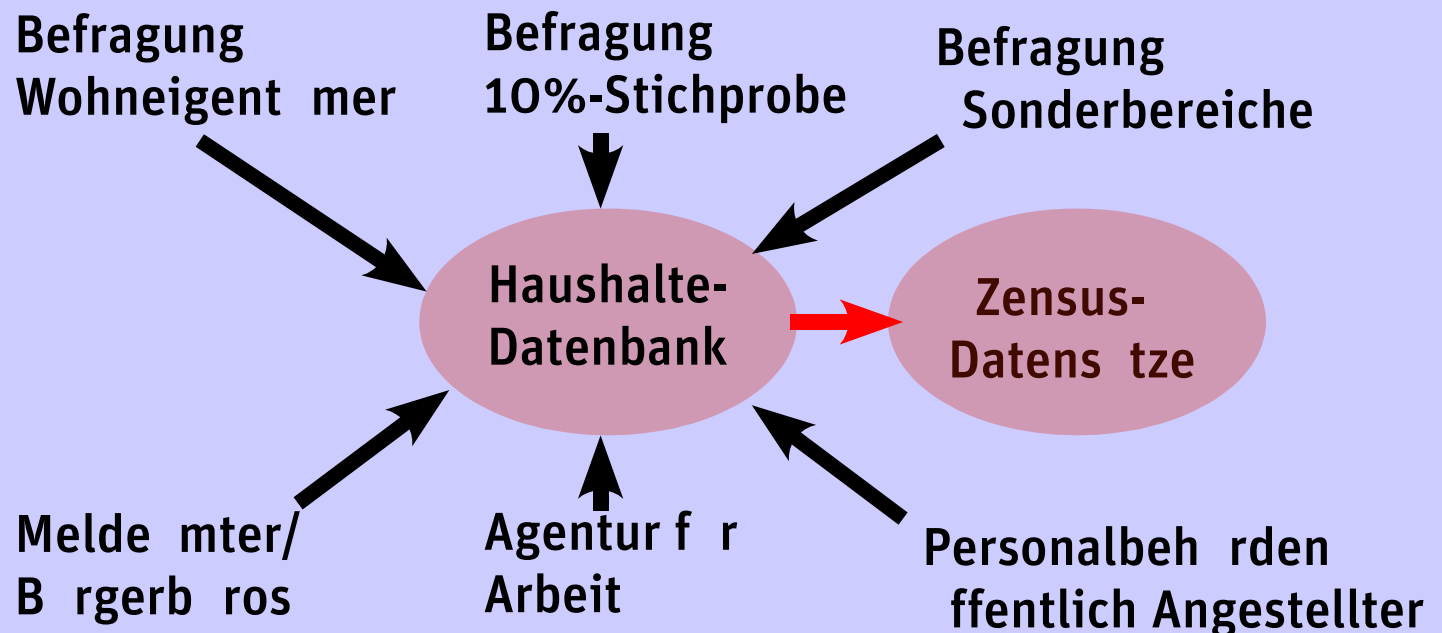 Befragung
Wohneigent mer
Befragung
10%-Stichprobe
Befragung
Sonderbereiche
Haushalte-
Datenbank
Zensus-
Datens tze
Melde mter/
B rgerb ros
Agentur f r
Arbeit
Personalbeh rden
ffentlich Angestellter